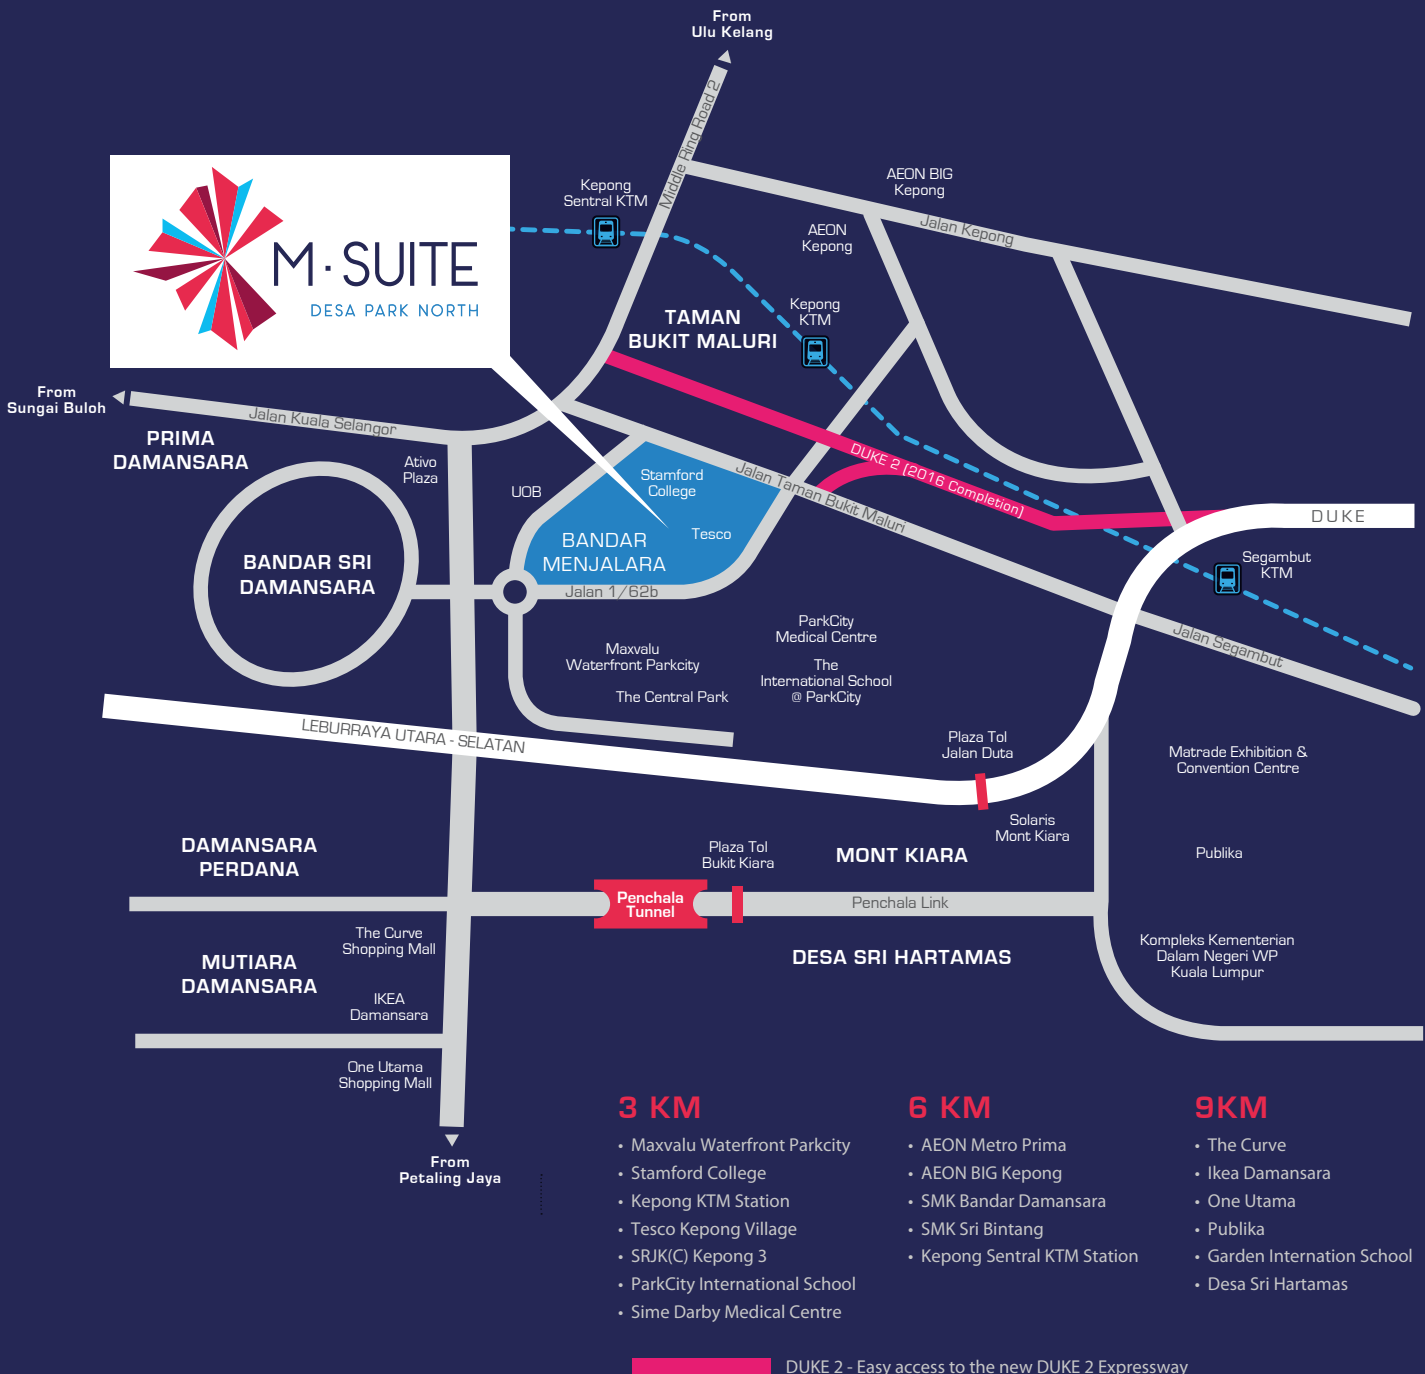 From
Ulu Kelang
Middle Ring Road 2
AEON BIG
Kepong
Kepong
Sentral KTM
Jalan Kepong
AEON
Kepong
M·SUITE
DESA PARK NORTH
Kepong
KTM
TAMAN
BUKIT MALURI
From
Sungai Buloh
Jalan Kuala Selangor
PRIMA
DAMANSARA
Ativo
Plaza
UOB
Stamford
College
Jalan Taman Bukit Maluri
DUKE 2 (2016 Completion)
DUKE
Tesco
BANDAR
MENJALARA
BANDAR SRI
DAMANSARA
Jalan 1/62b
Segambut
KTM
ParkCity
Medical Centre
Jalan Segambut
Maxvalu
Waterfront Parkcity
The
International School
@ ParkCity
The Central Park
LEBURRAYA UTARA - SELATAN
Plaza Tol
Jalan Duta
Matrade Exhibition &
Convention Centre
Solaris
Mont Kiara
DAMANSARA
PERDANA
Plaza Tol
Bukit Kiara
MONT KIARA
Publika
Penchala
Tunnel
Penchala Link
The Curve
Shopping Mall
MUTIARA
DAMANSARA
DESA SRI HARTAMAS
Kompleks Kementerian
Dalam Negeri WP
Kuala Lumpur
IKEA
Damansara
One Utama
Shopping Mall
From
Petaling Jaya
3 KM
• Maxvalu Waterfront Parkcity
• Stamford College
• Kepong KTM Station
• Tesco Kepong Village
• SRJK(C) Kepong 3
• ParkCity International School
• Sime Darby Medical Centre
6 KM
• AEON Metro Prima
• AEON BIG Kepong
• SMK Bandar Damansara
• SMK Sri Bintang
• Kepong Sentral KTM Station
9KM
• The Curve
• Ikea Damansara
• One Utama
• Publika
• Garden Internation School
• Desa Sri Hartamas
DUKE 2 - Easy access to the new DUKE 2 Expressway